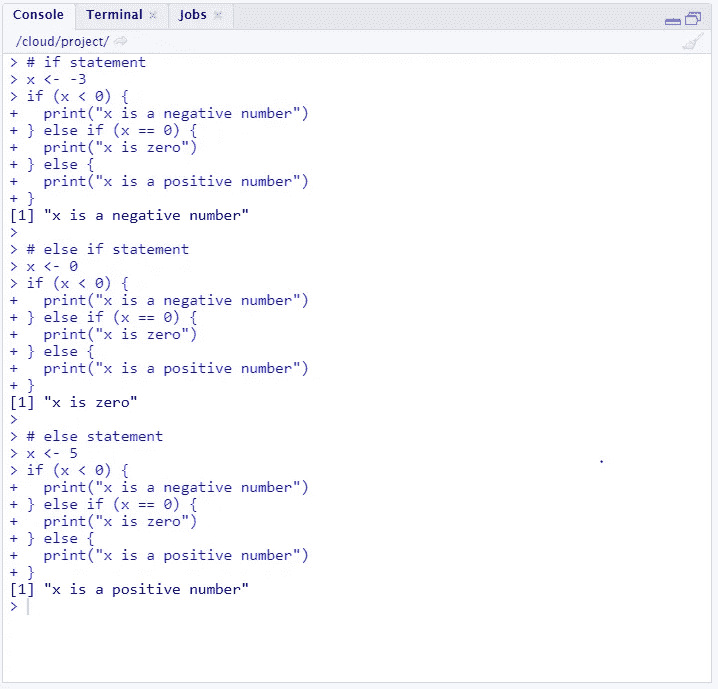 Console Terminal × Jobs ×
/cloud/project/
> # if statement
> x <- -3
> if (x < 0) {
+   print("x is a negative number")
+ } else if (x == 0) {
+   print("x is zero")
+ } else {
+   print("x is a positive number")
+ }
[1] "x is a negative number"
>
> # else if statement
> x <- 0
> if (x < 0) {
+   print("x is a negative number")
+ } else if (x == 0) {
+   print("x is zero")
+ } else {
+   print("x is a positive number")
+ }
[1] "x is zero"
>
> # else statement
> x <- 5
> if (x < 0) {
+   print("x is a negative number")
+ } else if (x == 0) {
+   print("x is zero")
+ } else {
+   print("x is a positive number")
+ }
[1] "x is a positive number"
>